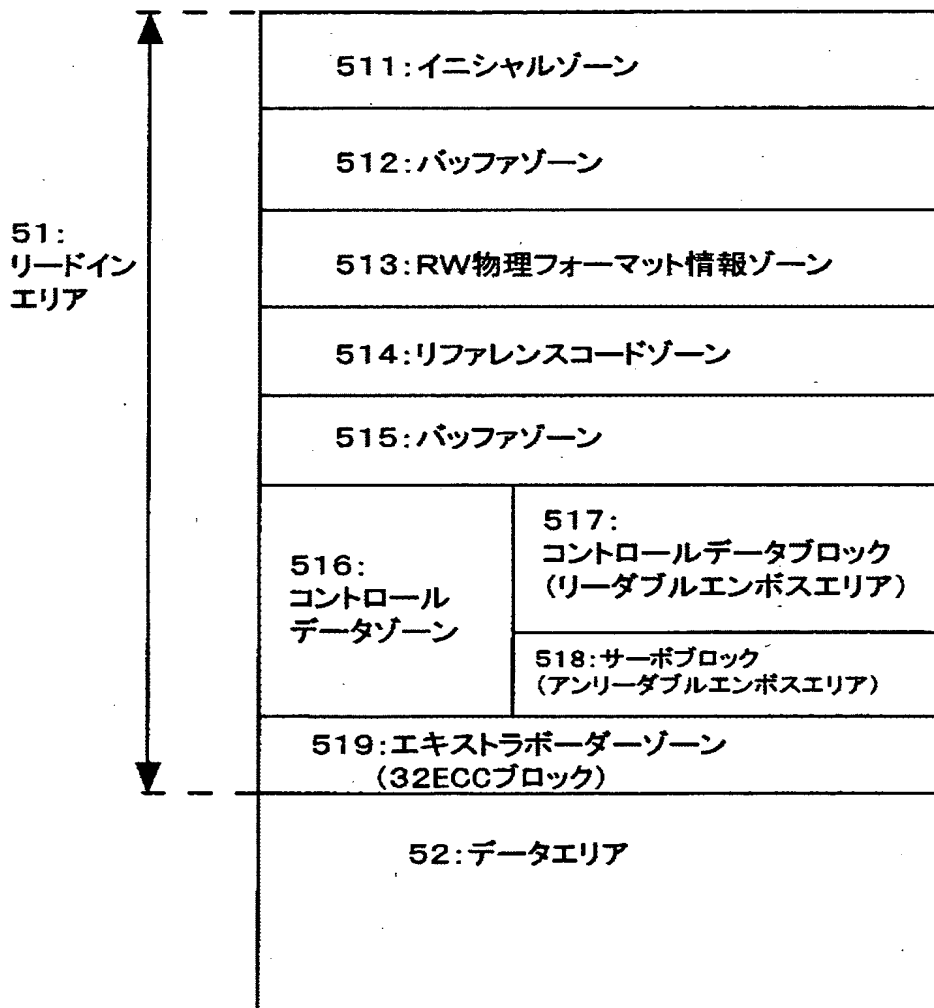 511:イニシャルゾーン
512:バッファゾーン
51:
リードイン
エリア
513:RW物理フォーマット情報ゾーン
514:リファレンスコードゾーン
515:バッファゾーン
516:
コントロール
データゾーン
517:
コントロールデータブロック
(リーダブルエンボスエリア)
518:サーボブロック
(アンリーダブルエンボスエリア)
519:エキストラボーダーゾーン
(32ECCブロック)
52:データエリア